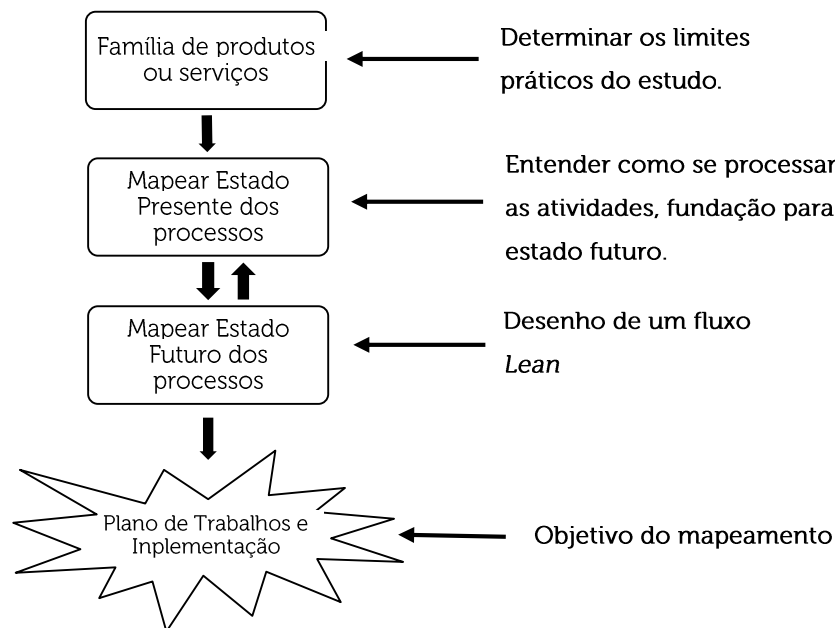 Família de produtos
ou serviços
Determinar os limites
práticos do estudo.
Mapear Estado
Presente dos
processos
Entender como se processar
as atividades, fundação para
estado futuro.
Mapear Estado
Futuro dos
processos
Desenho de um fluxo
Lean
Plano de Trabalhos e
Inplementação
Objetivo do mapeamento